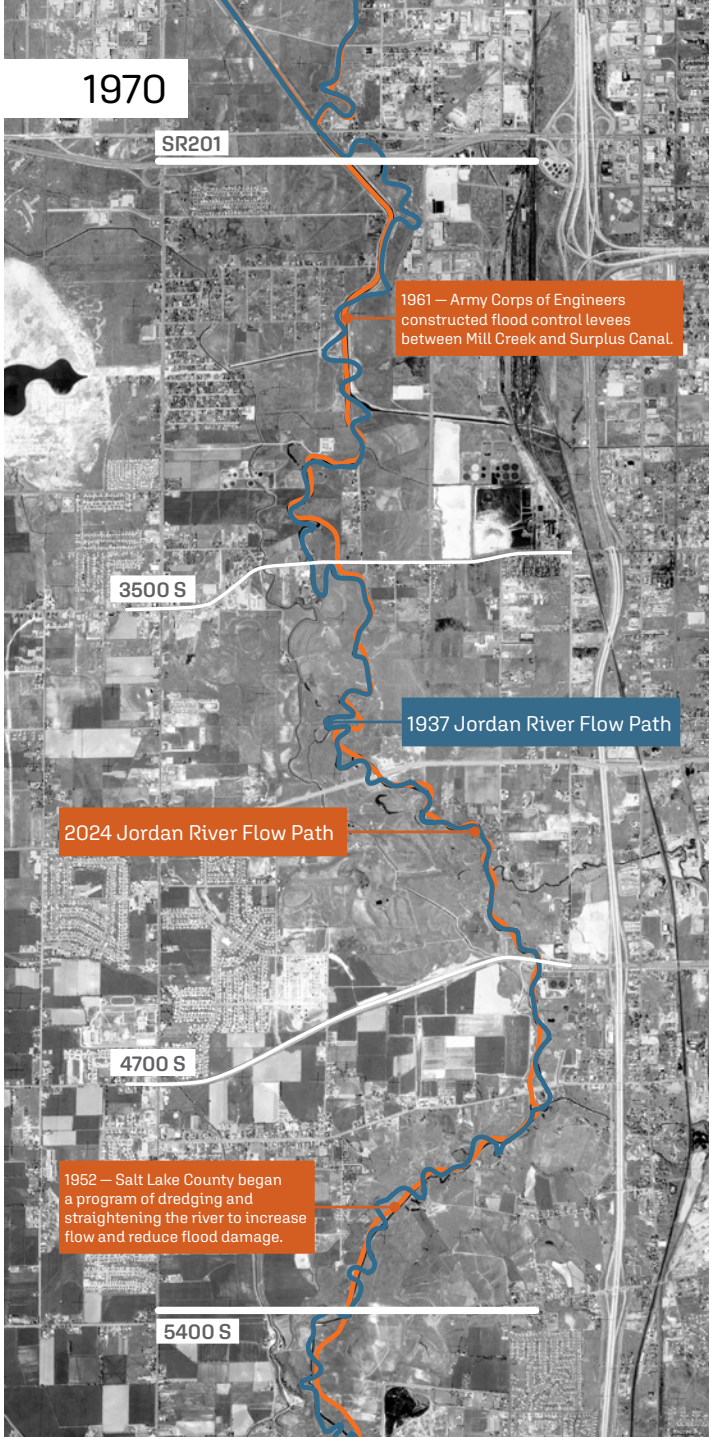 1970
SR201
1961 — Army Corps of Engineers
constructed flood control levees
between Mill Creek and Surplus Canal.
3500 S
1937 Jordan River Flow Path
2024 Jordan River Flow Path
4700 S
1952 — Salt Lake County began
a program of dredging and
straightening the river to increase
flow and reduce flood damage.
5400 S